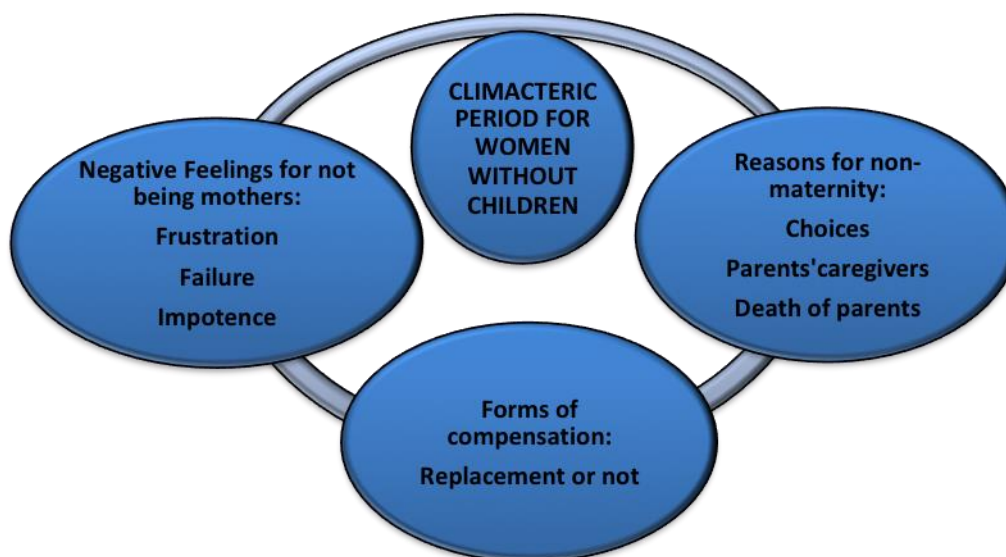 CLIMACTERIC
PERIOD FOR
WOMEN
WITHOUT
CHILDREN
Negative Feelings for not
being mothers:
Frustration
Failure
Impotence
Reasons for non-
maternity:
Choices
Parents'caregivers
Death of parents
Forms of
compensation:
Replacement or not